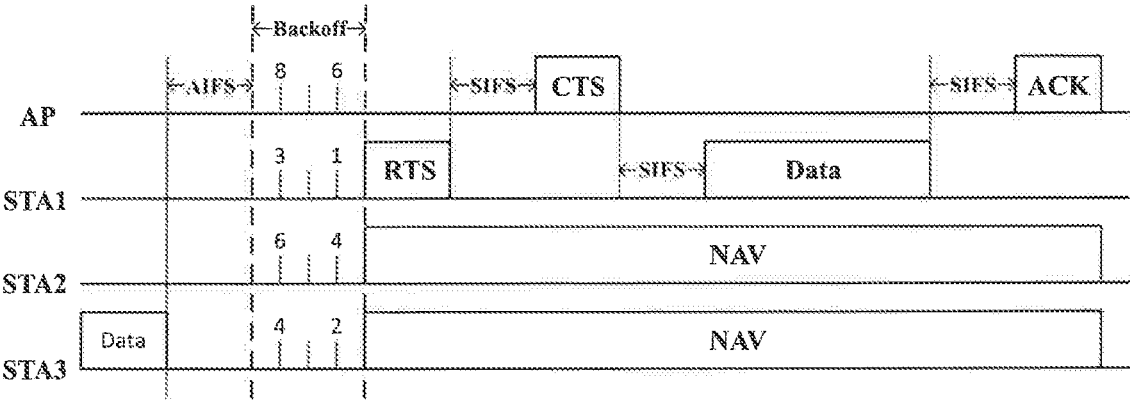 Backoff
8 6
AIFS SIFS CTS SIFS ACK
AP
3 1
RTS SIFS Data
STA1
6 4
NAV
STA2
4 2
Data NAV
STA3